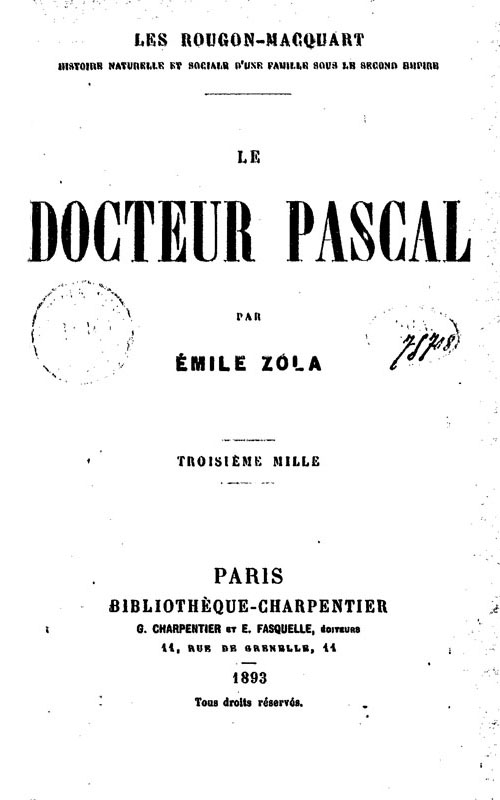 LES ROUGON-MACQUART
HISTOIRE NATURELLE ET SOCIALE D'UNE FAMILLE SOUS LE SECOND EMPIRE
LE
DOCTEUR PASCAL
PAR
ÉMILE ZOLA
78708
TROISIÈME MILLE
PARIS
BIBLIOTHÈQUE-CHARPENTIER
G. CHARPENTIER ET E. FASQUELLE, ÉDITEURS
11, RUE DE GRENELLE, 11
1893
Tous droits réservés.